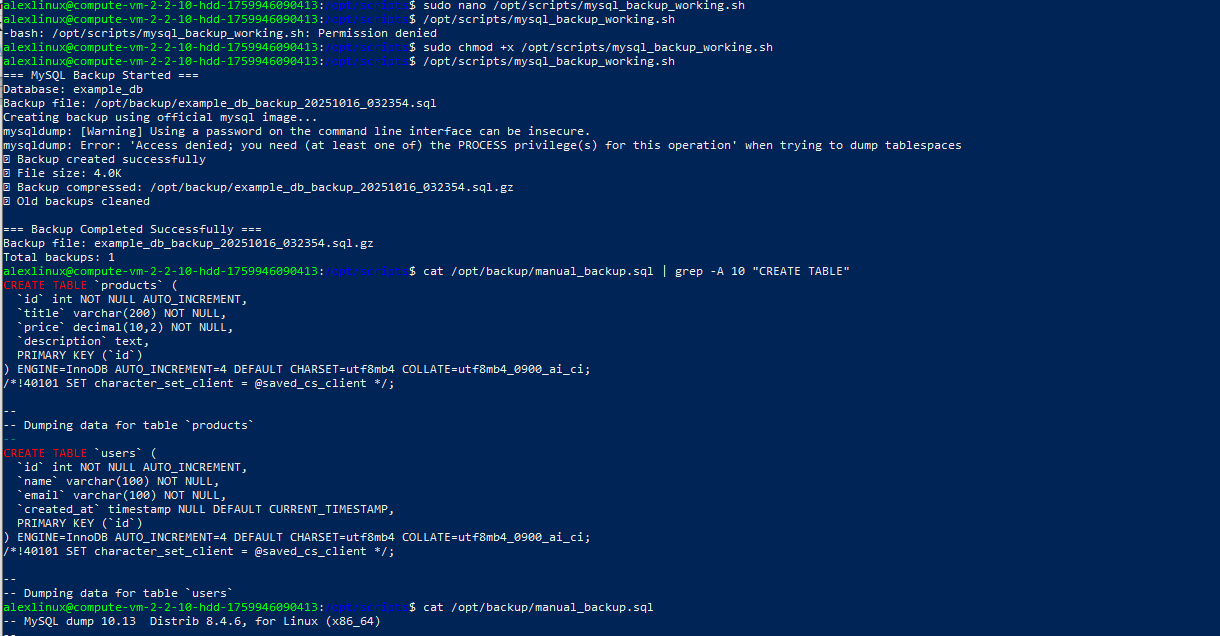 alexlinux@compute-vm-2-2-10-hdd-1759946090413:/opt/scripts$ sudo nano /opt/scripts/mysql_backup_working.sh
alexlinux@compute-vm-2-2-10-hdd-1759946090413:/opt/scripts$ /opt/scripts/mysql_backup_working.sh
-bash: /opt/scripts/mysql_backup_working.sh: Permission denied
alexlinux@compute-vm-2-2-10-hdd-1759946090413:/opt/scripts$ sudo chmod +x /opt/scripts/mysql_backup_working.sh
alexlinux@compute-vm-2-2-10-hdd-1759946090413:/opt/scripts$ /opt/scripts/mysql_backup_working.sh
=== MySQL Backup Started ===
Database: example_db
Backup file: /opt/backup/example_db_backup_20251016_032354.sql
Creating backup using official mysql image...
mysqldump: [Warning] Using a password on the command line interface can be insecure.
mysqldump: Error: 'Access denied; you need (at least one of) the PROCESS privilege(s) for this operation' when trying to dump tablespaces
Backup created successfully
File size: 4.0K
Backup compressed: /opt/backup/example_db_backup_20251016_032354.sql.gz
Old backups cleaned
=== Backup Completed Successfully ===
Backup file: example_db_backup_20251016_032354.sql.gz
Total backups: 1
alexlinux@compute-vm-2-2-10-hdd-1759946090413:/opt/scripts$ cat /opt/backup/manual_backup.sql | grep -A 10 "CREATE TABLE"
CREATE TABLE `products` (
  `id` int NOT NULL AUTO_INCREMENT,
  `title` varchar(200) NOT NULL,
  `price` decimal(10,2) NOT NULL,
  `description` text,
  PRIMARY KEY (`id`)
) ENGINE=InnoDB AUTO_INCREMENT=4 DEFAULT CHARSET=utf8mb4 COLLATE=utf8mb4_0900_ai_ci;
/*!40101 SET character_set_client = @saved_cs_client */;
--
-- Dumping data for table `products`
--
CREATE TABLE `users` (
  `id` int NOT NULL AUTO_INCREMENT,
  `name` varchar(100) NOT NULL,
  `email` varchar(100) NOT NULL,
  `created_at` timestamp NULL DEFAULT CURRENT_TIMESTAMP,
  PRIMARY KEY (`id`)
) ENGINE=InnoDB AUTO_INCREMENT=4 DEFAULT CHARSET=utf8mb4 COLLATE=utf8mb4_0900_ai_ci;
/*!40101 SET character_set_client = @saved_cs_client */;
--
-- Dumping data for table `users`
alexlinux@compute-vm-2-2-10-hdd-1759946090413:/opt/scripts$ cat /opt/backup/manual_backup.sql
-- MySQL dump 10.13  Distrib 8.4.6, for Linux (x86_64)
--